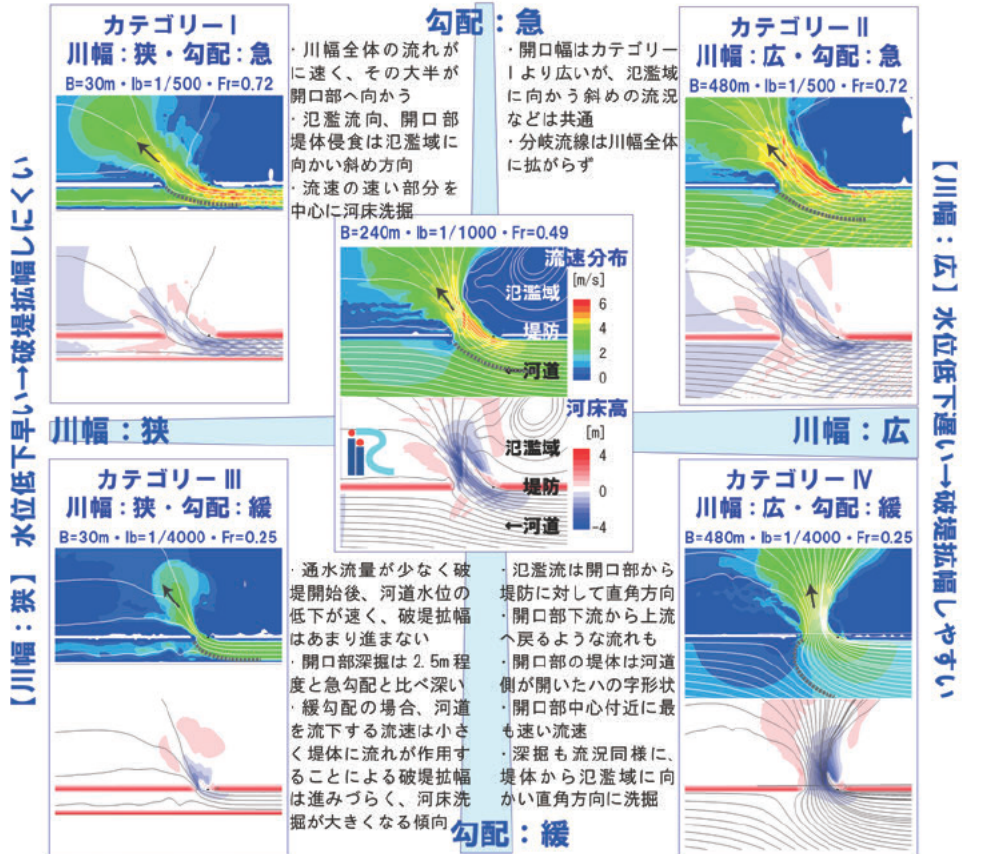 勾配：急
カテゴリーⅠ
川幅：狭・勾配：急
B=30m・Ib=1/500・Fr=0.72
・川幅全体の流れが
に速く、その大半が
開口部へ向かう
・氾濫流向、開口部
堤体侵食は氾濫域に
向かい斜め方向
・流速の速い部分を
中心に河床洗掘
・開口幅はカテゴリー
Ⅰより広いが、氾濫域
に向かう斜めの流況
などは共通
・分岐流線は川幅全体
に拡がらず
カテゴリーⅡ
川幅：広・勾配：急
B=480m・Ib=1/500・Fr=0.72
【川幅：狭】 水位低下早い→破堤拡幅しにくい
【川幅：広】 水位低下遅い→破堤拡幅しやすい
B=240m・Ib=1/1000・Fr=0.49
流速分布
[m/s]
6
4
2
0
氾濫域
堤防
←河道
河床高
[m]
4
0
-4
氾濫域
堤防
←河道
川幅：狭
川幅：広
カテゴリーⅢ
川幅：狭・勾配：緩
B=30m・Ib=1/4000・Fr=0.25
・通水流量が少なく破
堤開始後、河道水位の
低下が速く、破堤拡幅
はあまり進まない
・開口部深掘は2.5m程
度と急勾配と比べ深い
・緩勾配の場合、河道
を流下する流速は小さ
く堤体に流れが作用す
ることによる破堤拡幅
は進みづらく、河床洗
掘が大きくなる傾向
・氾濫流は開口部から
堤防に対して直角方向
・開口部下流から上流
へ戻るような流れも
・開口部の堤体は河道
側が開いたハの字形状
・開口部中心付近に最
も速い流速
・深掘も流況同様に、
堤体から氾濫域に向
かい直角方向に洗掘
カテゴリーⅣ
川幅：広・勾配：緩
B=480m・Ib=1/4000・Fr=0.25
勾配：緩